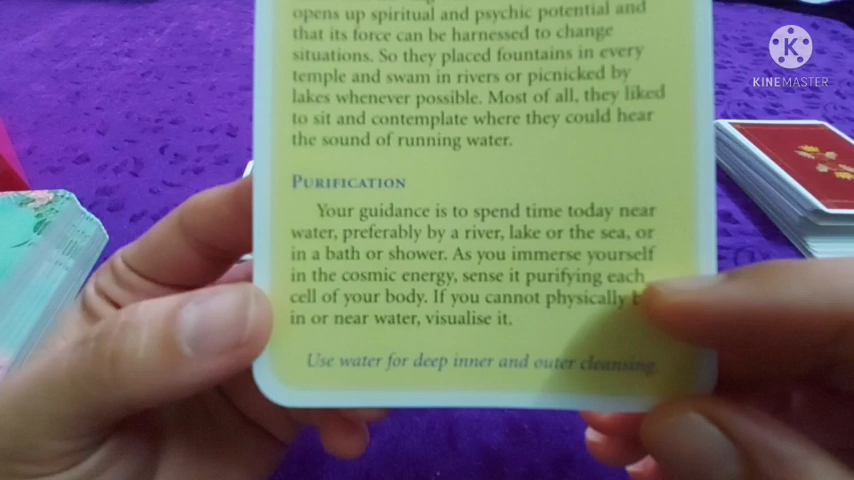 opens up spiritual and psychic potential and
that its force can be harnessed to change
situations. So they placed fountains in every
temple and swam in rivers or picnicked by
lakes whenever possible. Most of all, they liked
to sit and contemplate where they could hear
the sound of running water.
PURIFICATION
Your guidance is to spend time today near
water, preferably by a river, lake or the sea, or
in a bath or shower. As you immerse yourself
in the cosmic energy, sense it purifying each
cell of your body. If you cannot physically
in or near water, visualise it.
Use water for deep inner and outer cleansing.
K
KINEMASTER